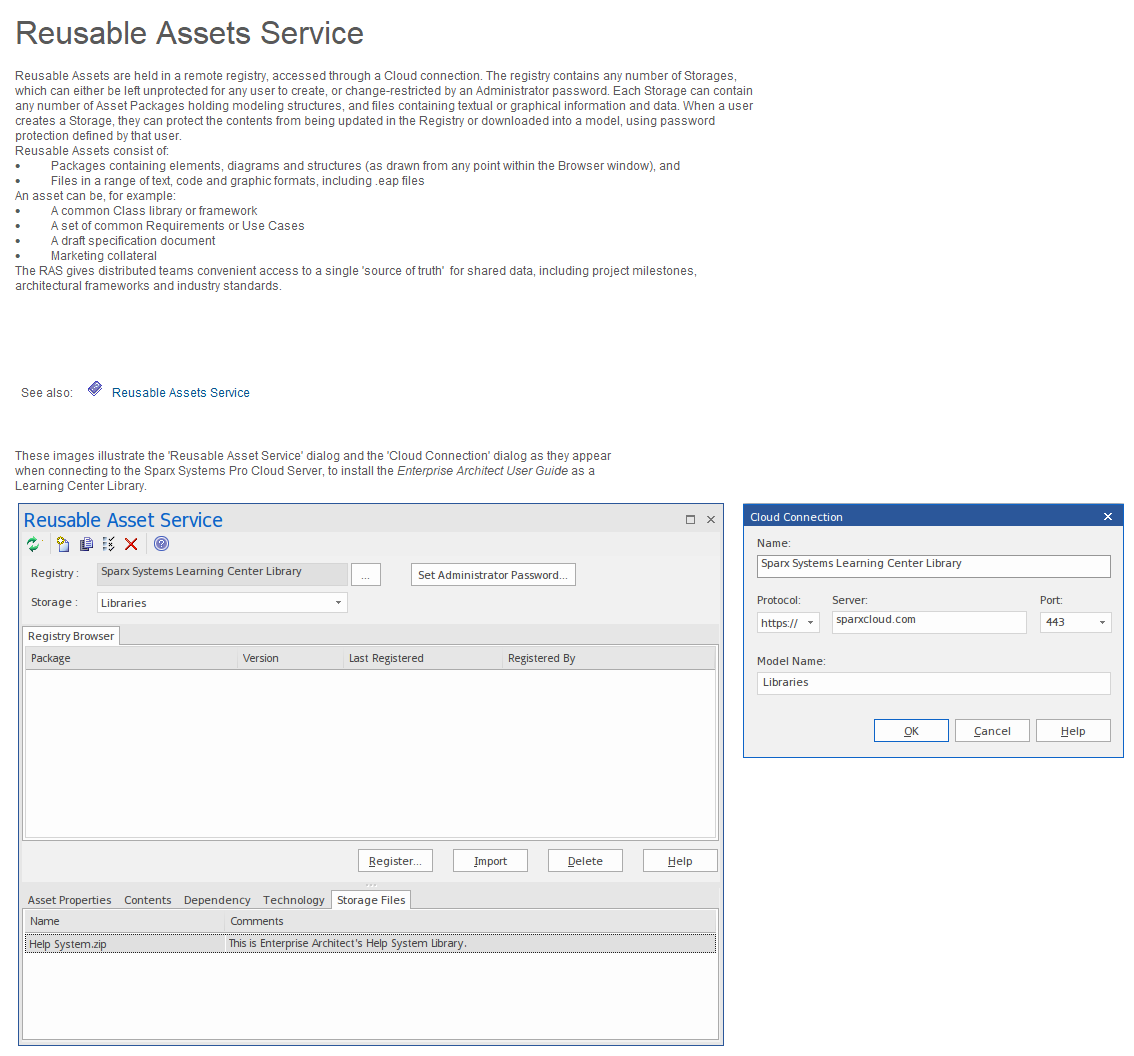 Reusable Assets Service
Reusable Assets are held in a remote registry, accessed through a Cloud connection. The registry contains any number of Storages,
which can either be left unprotected for any user to create, or change-restricted by an Administrator password. Each Storage can contain
any number of Asset Packages holding modeling structures, and files containing textual or graphical information and data. When a user
creates a Storage, they can protect the contents from being updated in the Registry or downloaded into a model, using password
protection defined by that user.
Reusable Assets consist of:
• Packages containing elements, diagrams and structures (as drawn from any point within the Browser window), and
• Files in a range of text, code and graphic formats, including .eap files
An asset can be, for example:
• A common Class library or framework
• A set of common Requirements or Use Cases
• A draft specification document
• Marketing collateral
The RAS gives distributed teams convenient access to a single 'source of truth' for shared data, including project milestones,
architectural frameworks and industry standards.
See also: Reusable Assets Service
These images illustrate the 'Reusable Asset Service' dialog and the 'Cloud Connection' dialog as they appear
when connecting to the Sparx Systems Pro Cloud Server, to install the Enterprise Architect User Guide as a
Learning Center Library.
Reusable Asset Service
Registry : Sparx Systems Learning Center Library ... Set Administrator Password...
Storage : Libraries
Registry Browser
Package Version Last Registered Registered By
Register... Import Delete Help
Asset Properties Contents Dependency Technology Storage Files
Name Comments
Help System.zip This is Enterprise Architect's Help System Library.
Cloud Connection
Name:
Sparx Systems Learning Center Library
Protocol: Server: Port:
https:// sparxcloud.com 443
Model Name:
Libraries
OK Cancel Help